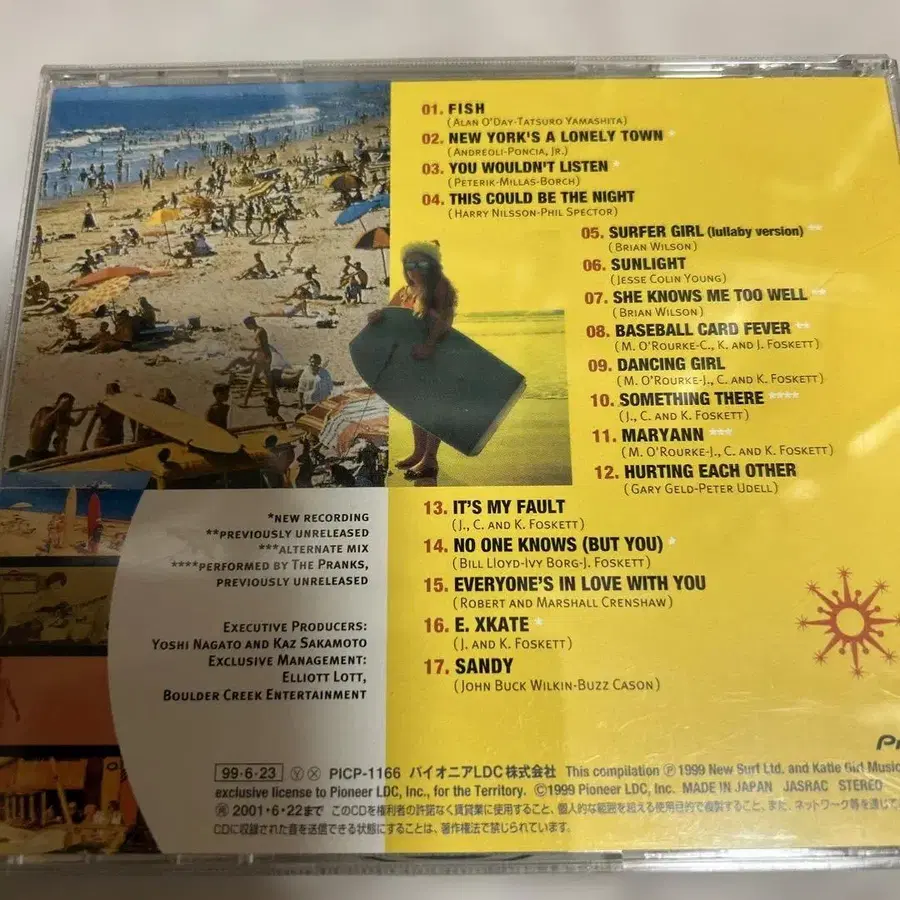 01. FISH
(ALAN O'DAY-TATSURO YAMASHITA)
02. NEW YORK'S A LONELY TOWN *
(ANDREOLI-PONCIA, JR.)
03. YOU WOULDN'T LISTEN *
(PETERIK-MILLAS-BORCH)
04. THIS COULD BE THE NIGHT
(HARRY NILSSON-PHIL SPECTOR)
05. SURFER GIRL (lullaby version) **
(BRIAN WILSON)
06. SUNLIGHT
(JESSE COLIN YOUNG)
07. SHE KNOWS ME TOO WELL **
(BRIAN WILSON)
08. BASEBALL CARD FEVER **
(M. O'ROURKE-C., K. AND J. FOSKETT)
09. DANCING GIRL
(M. O'ROURKE-J., C. AND K. FOSKETT)
10. SOMETHING THERE ****
(J., C. AND K. FOSKETT)
11. MARYANN ***
(M. O'ROURKE-J., C. AND K. FOSKETT)
12. HURTING EACH OTHER
(GARY GELD-PETER UDELL)
13. IT'S MY FAULT
(J., C. AND K. FOSKETT)
14. NO ONE KNOWS (BUT YOU) *
(BILL LLOYD-IVY BORG-J. FOSKETT)
15. EVERYONE'S IN LOVE WITH YOU
(ROBERT AND MARSHALL CRENSHAW)
16. E. XKATE *
(J. AND K. FOSKETT)
17. SANDY
(JOHN BUCK WILKIN-BUZZ CASON)
*NEW RECORDING
**PREVIOUSLY UNRELEASED
***ALTERNATE MIX
****PERFORMED BY THE PRANKS,
PREVIOUSLY UNRELEASED
EXECUTIVE PRODUCERS:
YOSHI NAGATO AND KAZ SAKAMOTO
EXCLUSIVE MANAGEMENT:
ELLIOTT LOTT,
BOULDER CREEK ENTERTAINMENT
99・6・23 Ⓨ Ⓧ PICP-1166 パイオニアLDC株式会社 This compilation Ⓟ 1999 New Surf Ltd. and Katie Girl Music
exclusive license to Pioneer LDC, Inc., for the Territory. ©1999 Pioneer LDC, Inc. MADE IN JAPAN JASRAC STEREO
2001・6・22まで このCDを権利者の許諾なく賃貸業に使用すること、個人的な範囲を超える使用目的で複製すること、また、ネットワーク等を通じて
CDに収録された音を送信できる状態にすることは、著作権法で禁じられています。